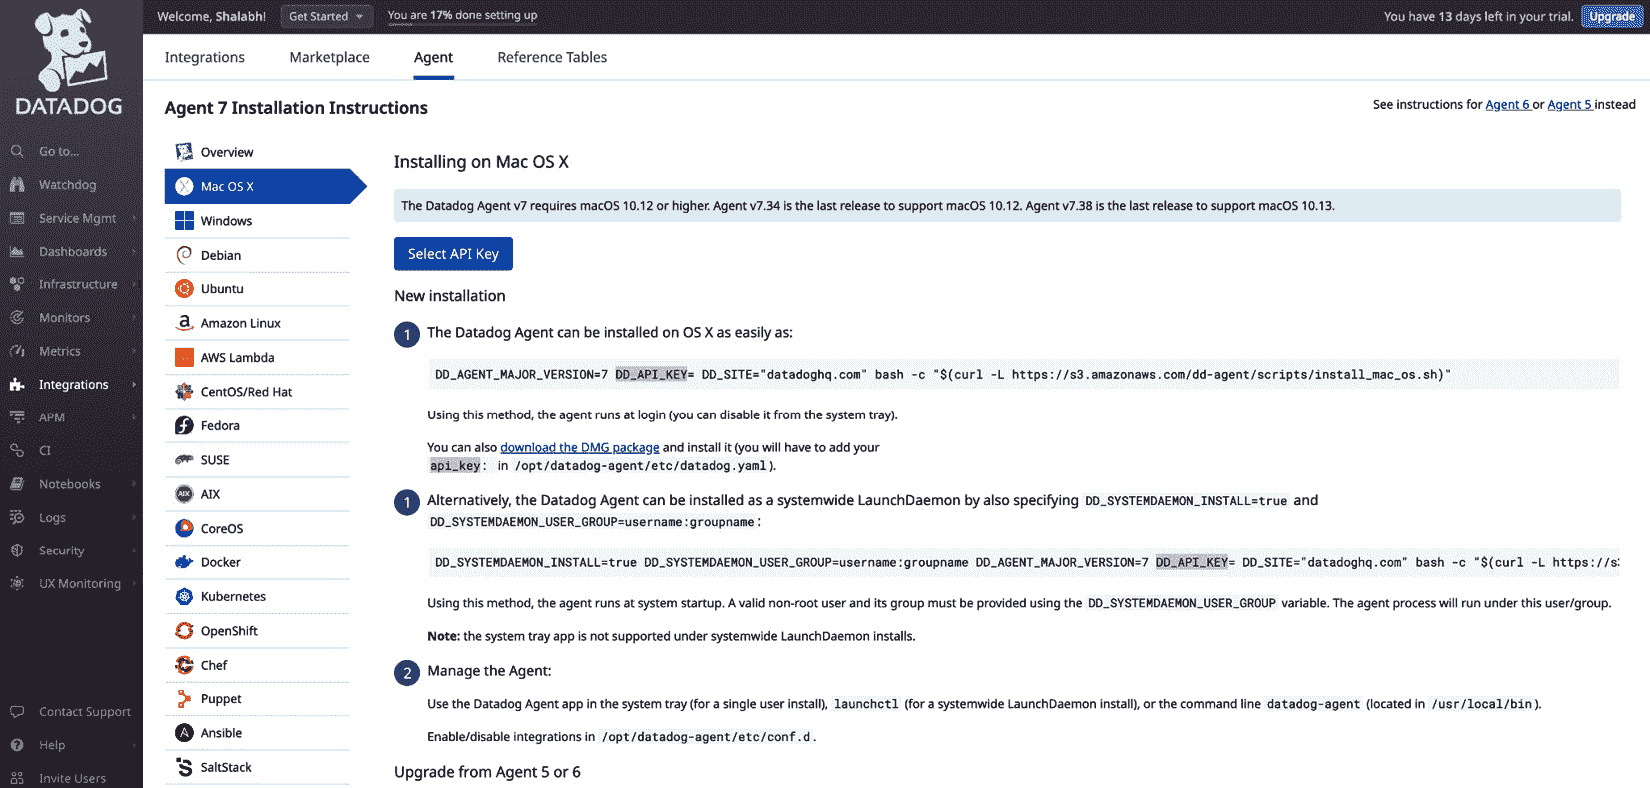 Welcome, Shalabh!
Get Started
You are 17% done setting up
You have 13 days left in your trial.
Upgrade
DATADOG
Go to...
Watchdog
Service Mgmt
Dashboards
Infrastructure
Monitors
Metrics
Integrations
APM
CI
Notebooks
Logs
Security
UX Monitoring
Contact Support
Help
Invite Users
Integrations
Marketplace
Agent
Reference Tables
Agent 7 Installation Instructions
See instructions for Agent 6 or Agent 5 instead
Overview
Mac OS X
Windows
Debian
Ubuntu
Amazon Linux
AWS Lambda
CentOS/Red Hat
Fedora
SUSE
AIX
AIX
CoreOS
Docker
Kubernetes
OpenShift
Chef
Puppet
Ansible
SaltStack
Installing on Mac OS X
The Datadog Agent v7 requires macOS 10.12 or higher. Agent v7.34 is the last release to support macOS 10.12. Agent v7.38 is the last release to support macOS 10.13.
Select API Key
New installation
1 The Datadog Agent can be installed on OS X as easily as:
DD_AGENT_MAJOR_VERSION=7 DD_API_KEY= DD_SITE="datadoghq.com" bash -c "$(curl -L https://s3.amazonaws.com/dd-agent/scripts/install_mac_os.sh)"
Using this method, the agent runs at login (you can disable it from the system tray).
You can also download the DMG package and install it (you will have to add your
api_key: in /opt/datadog-agent/etc/datadog.yaml).
1 Alternatively, the Datadog Agent can be installed as a systemwide LaunchDaemon by also specifying DD_SYSTEMDAEMON_INSTALL=true and
DD_SYSTEMDAEMON_USER_GROUP=username:groupname:
DD_SYSTEMDAEMON_INSTALL=true DD_SYSTEMDAEMON_USER_GROUP=username:groupname DD_AGENT_MAJOR_VERSION=7 DD_API_KEY= DD_SITE="datadoghq.com" bash -c "$(curl -L https://s3
Using this method, the agent runs at system startup. A valid non-root user and its group must be provided using the DD_SYSTEMDAEMON_USER_GROUP variable. The agent process will run under this user/group.
Note: the system tray app is not supported under systemwide LaunchDaemon installs.
2 Manage the Agent:
Use the Datadog Agent app in the system tray (for a single user install), launchctl (for a systemwide LaunchDaemon install), or the command line datadog-agent (located in /usr/local/bin).
Enable/disable integrations in /opt/datadog-agent/etc/conf.d.
Upgrade from Agent 5 or 6